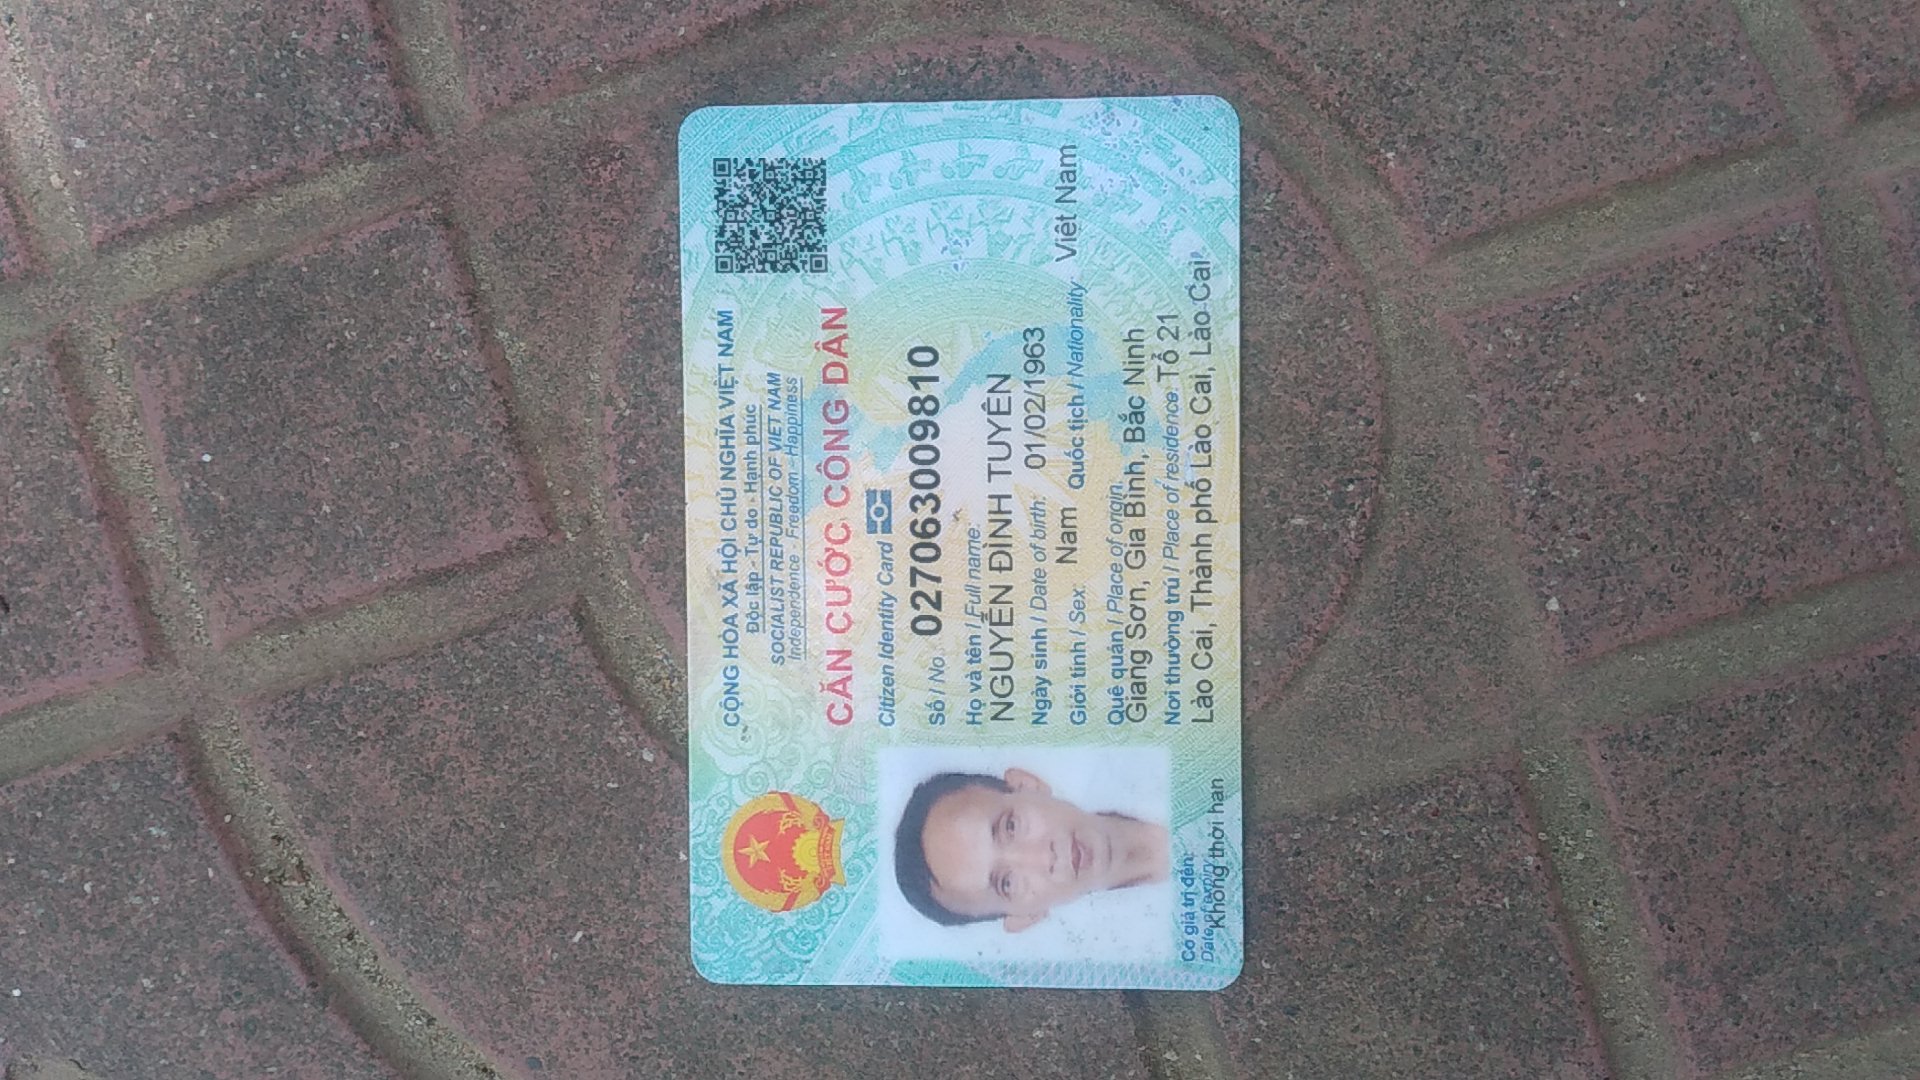 CỘNG HÒA XÃ HỘI CHỦ NGHĨA VIỆT NAM
Độc lập - Tự do - Hạnh phúc
SOCIALIST REPUBLIC OF VIET NAM
Independence - Freedom - Happiness
CĂN CƯỚC CÔNG DÂN
Citizen Identity Card
Số / No.: 027063009810
Họ và tên / Full name:
NGUYỄN ĐÌNH TUYÊN
Ngày sinh / Date of birth: 01/02/1963
Giới tính / Sex: Nam Quốc tịch / Nationality: Việt Nam
Quê quán / Place of origin:
Giang Sơn, Gia Bình, Bắc Ninh
Nơi thường trú / Place of residence: Tổ 21
Lào Cai, Thành phố Lào Cai, Lào Cai
Có giá trị đến:
Date of expiry
Không thời hạn
VIỆT NAM